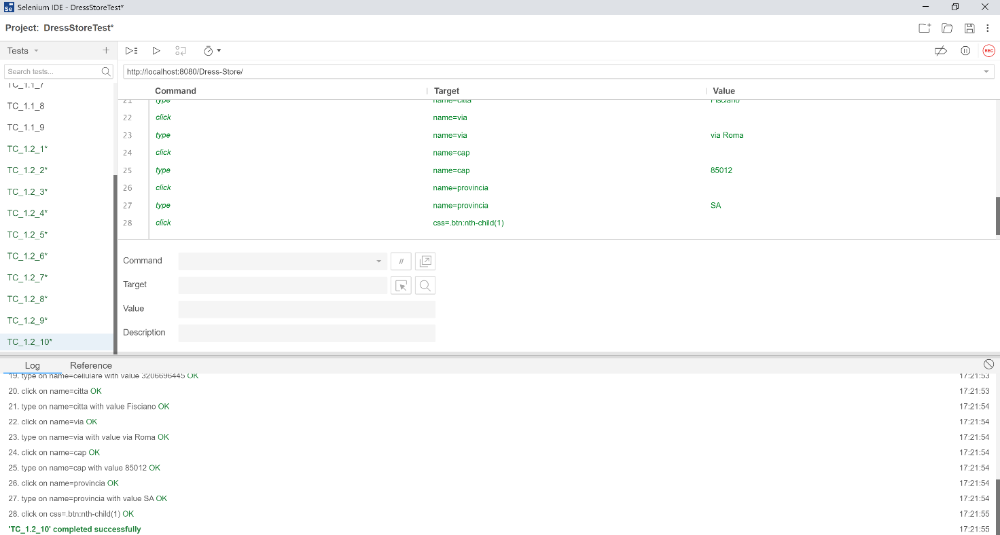 Selenium IDE - DressStoreTest*
Project: DressStoreTest*
Tests
REC
Search tests...
http://localhost:8080/Dress-Store/
Command Target Value
TC_1.1_7
TC_1.1_8
TC_1.1_9
TC_1.2_1*
TC_1.2_2*
TC_1.2_3*
TC_1.2_4*
TC_1.2_5*
TC_1.2_6*
TC_1.2_7*
TC_1.2_8*
TC_1.2_9*
TC_1.2_10*
21 type name=citta Fisciano
22 click name=via
23 type name=via via Roma
24 click name=cap
25 type name=cap 85012
26 click name=provincia
27 type name=provincia SA
28 click css=.btn:nth-child(1)
Command //
Target
Value
Description
Log Reference
19. type on name=cellulare with value 3206696445 OK 17:21:53
20. click on name=citta OK 17:21:53
21. type on name=citta with value Fisciano OK 17:21:54
22. click on name=via OK 17:21:54
23. type on name=via with value via Roma OK 17:21:54
24. click on name=cap OK 17:21:54
25. type on name=cap with value 85012 OK 17:21:54
26. click on name=provincia OK 17:21:54
27. type on name=provincia with value SA OK 17:21:54
28. click on css=.btn:nth-child(1) OK 17:21:55
'TC_1.2_10' completed successfully 17:21:55